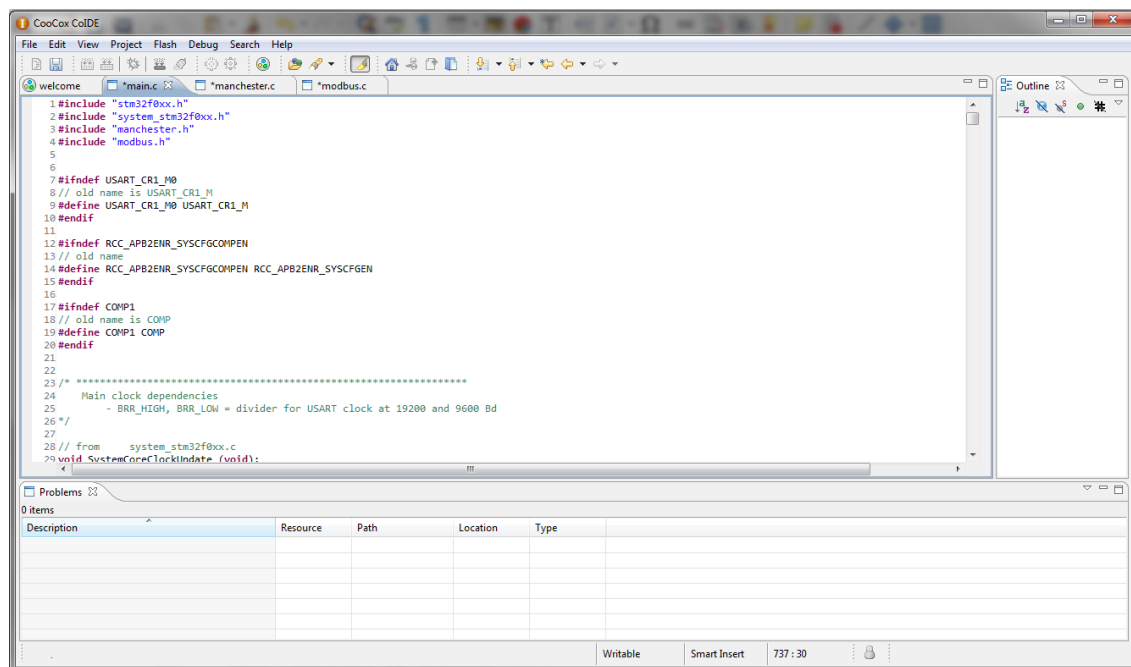 CooCox CoIDE
File Edit View Project Flash Debug Search Help
welcome *main.c *manchester.c *modbus.c
Outline
1 #include "stm32f0xx.h"
2 #include "system_stm32f0xx.h"
3 #include "manchester.h"
4 #include "modbus.h"
5
6
7 #ifndef USART_CR1_M0
8 // old name is USART_CR1_M
9 #define USART_CR1_M0 USART_CR1_M
10 #endif
11
12 #ifndef RCC_APB2ENR_SYSCFGCOMPEN
13 // old name
14 #define RCC_APB2ENR_SYSCFGCOMPEN RCC_APB2ENR_SYSCFGEN
15 #endif
16
17 #ifndef COMP1
18 // old name is COMP
19 #define COMP1 COMP
20 #endif
21
22
23 /* ******************************************************************
24 Main clock dependencies
25 - BRR_HIGH, BRR_LOW = divider for USART clock at 19200 and 9600 Bd
26 */
27
28 // from system_stm32f0xx.c
29 void SystemCoreClockUpdate (void);
Problems
0 items
Description Resource Path Location Type
Writable Smart Insert 737 : 30